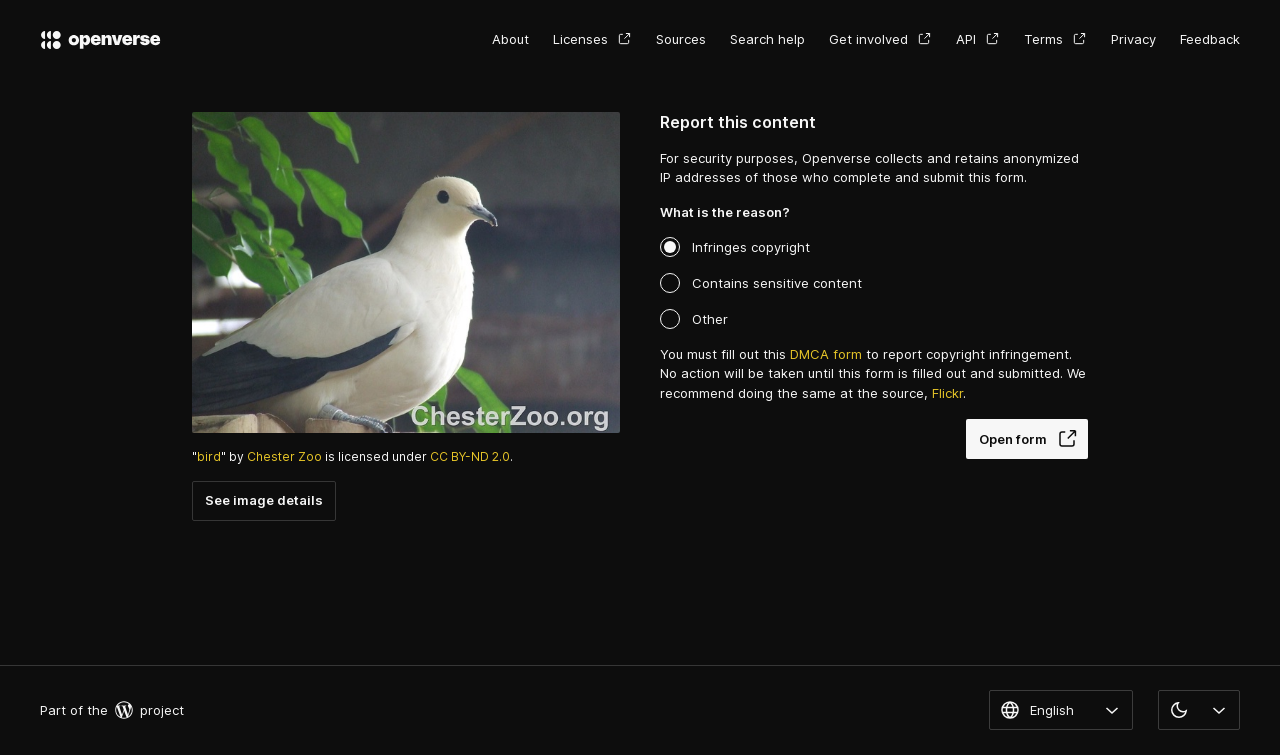 openverse
About
Licenses
Sources
Search help
Get involved
API
Terms
Privacy
Feedback
ChesterZoo.org
"bird" by Chester Zoo is licensed under CC BY-ND 2.0.
See image details
Report this content
For security purposes, Openverse collects and retains anonymized
IP addresses of those who complete and submit this form.
What is the reason?
Infringes copyright
Contains sensitive content
Other
You must fill out this DMCA form to report copyright infringement.
No action will be taken until this form is filled out and submitted. We
recommend doing the same at the source, Flickr.
Open form
Part of the project
English